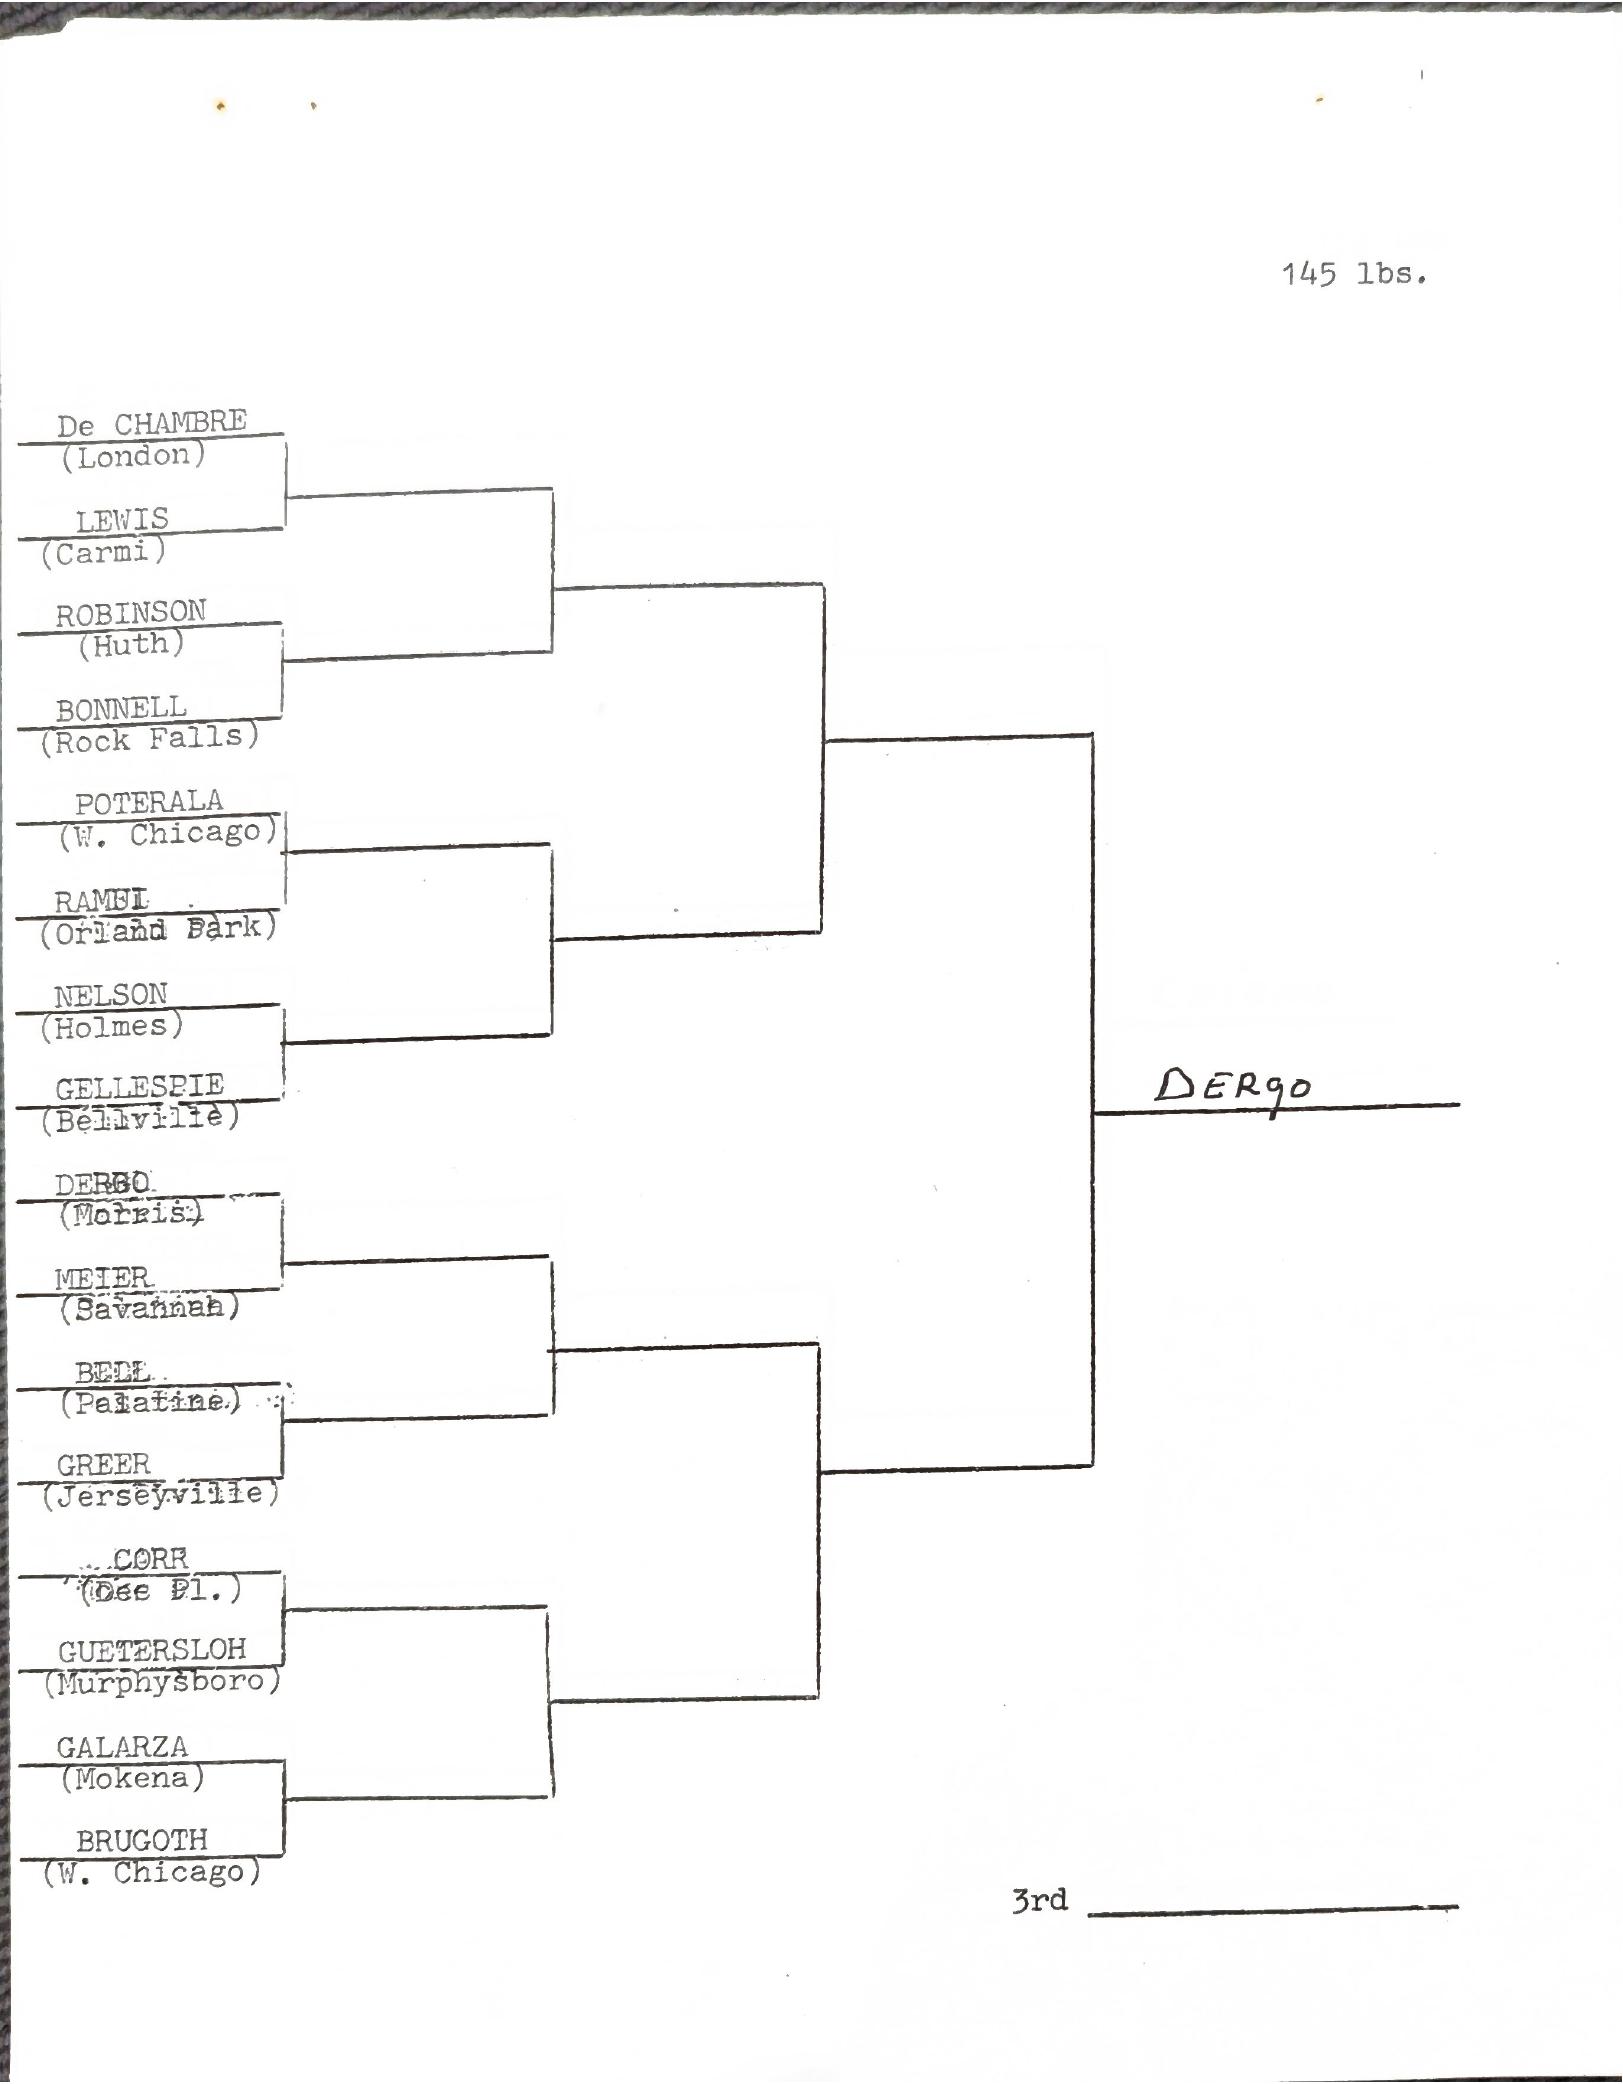 145 lbs.
De CHAMBRE
(London)
LEWIS
(Carmi)
ROBINSON
(Huth)
BONNELL
(Rock Falls)
POTERALA
(W. Chicago)
(Orland Park)
NELSON
(Holmes)
GELLESPIE
(Bellville)
DERGO
DERGO
(Morris)
MEIER
(Savannah)
BELL
(Palatine)
GREER
(Jerseyville)
CORR
(Des Pl.)
GUETERSLOH
(Murphysboro)
GALARZA
(Mokena)
BRUGOTH
(W. Chicago)
3rd